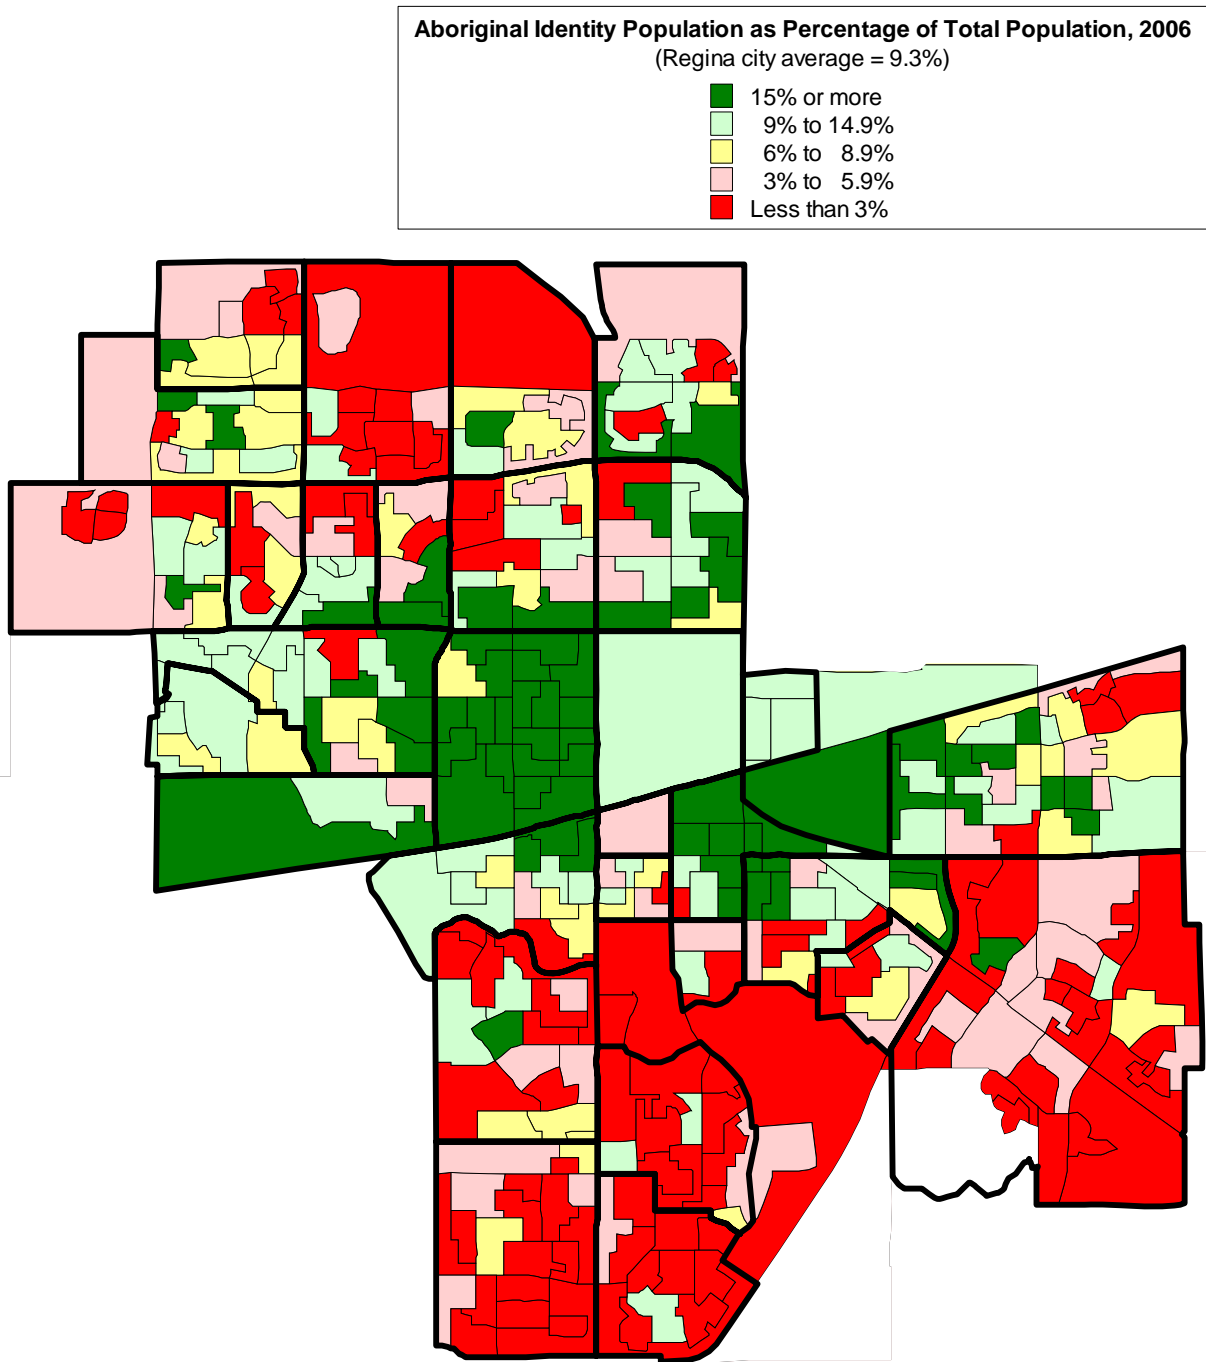 Aboriginal Identity Population as Percentage of Total Population, 2006
(Regina city average = 9.3%)
15% or more
9% to 14.9%
6% to 8.9%
3% to 5.9%
Less than 3%